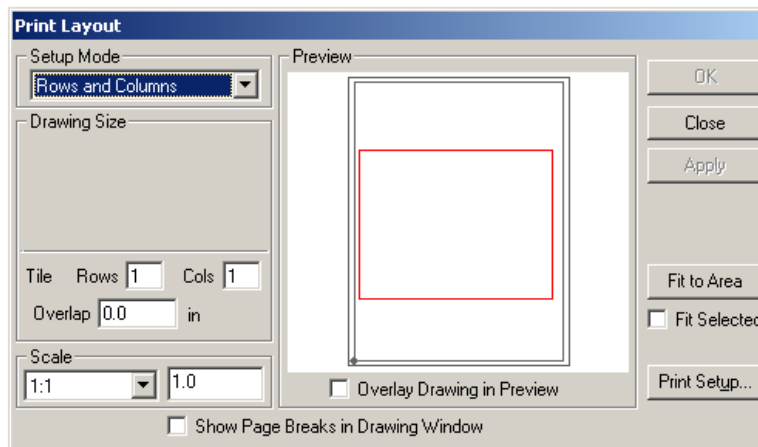 Print Layout
Setup Mode
Rows and Columns
Drawing Size
Tile Rows 1 Cols 1
Overlap 0.0 in
Scale
1:1 1.0
Preview
Overlay Drawing in Preview
Show Page Breaks in Drawing Window
OK
Close
Apply
Fit to Area
Fit Selected
Print Setup...